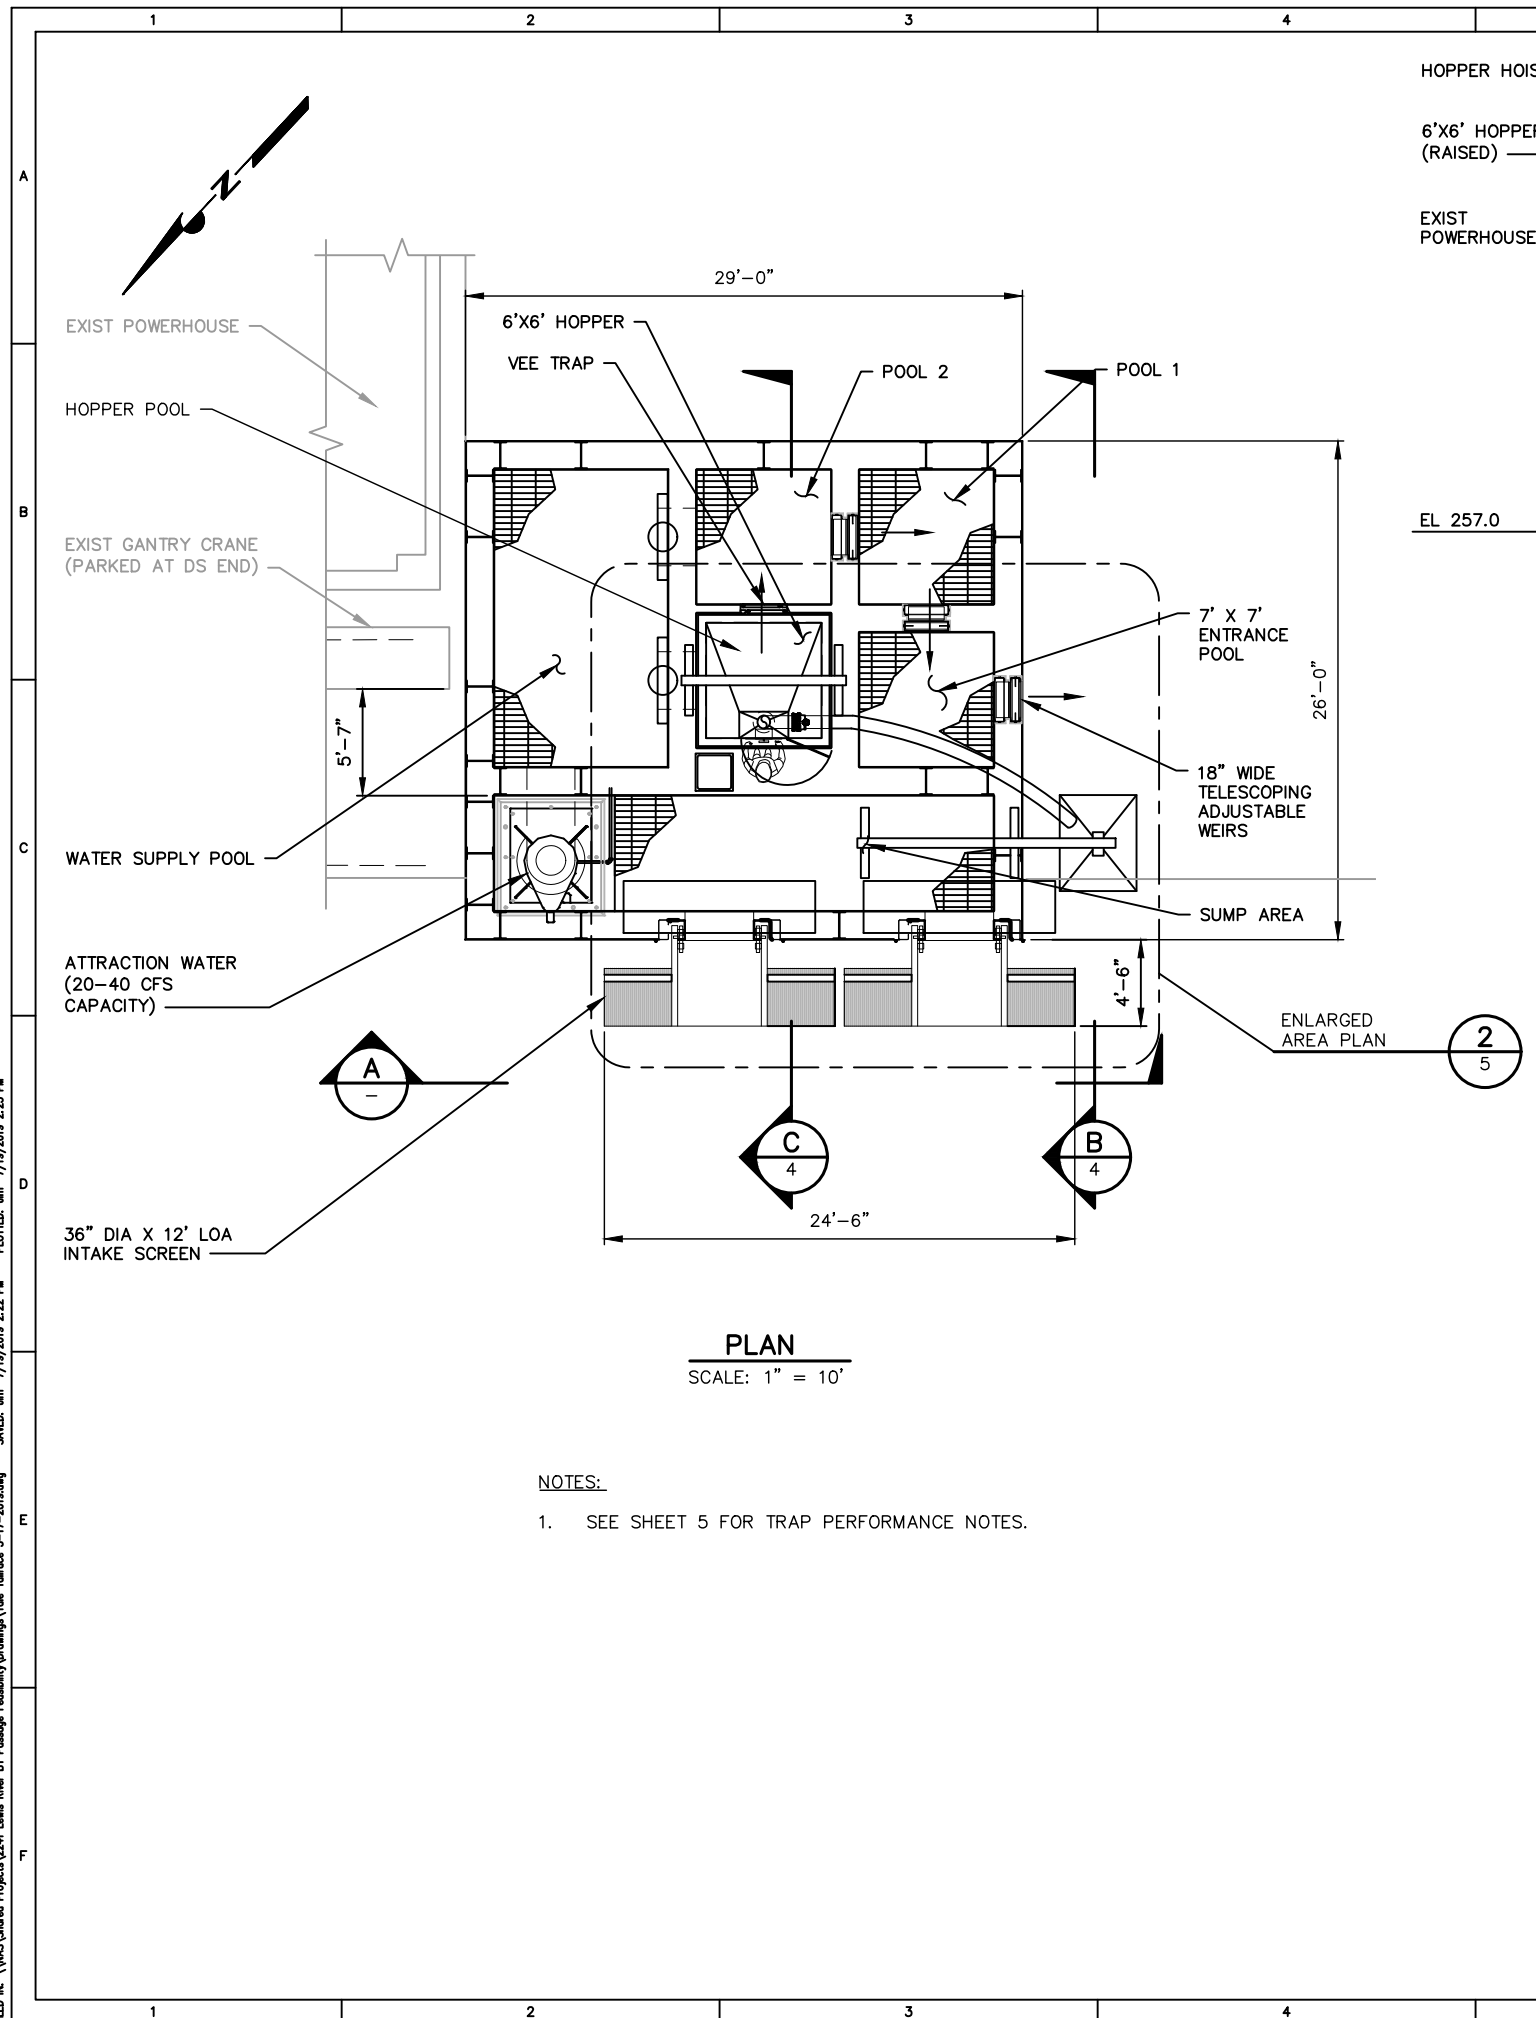 1
2
3
4
HOPPER HOIS
6'X6' HOPPER
(RAISED)
EXIST
POWERHOUSE
A
N
29'-0"
EXIST POWERHOUSE
6'X6' HOPPER
VEE TRAP
POOL 2
POOL 1
HOPPER POOL
B
EL 257.0
EXIST GANTRY CRANE
(PARKED AT DS END)
7' X 7'
ENTRANCE
POOL
26'-0"
5'-7"
18" WIDE
TELESCOPING
ADJUSTABLE
WEIRS
C
WATER SUPPLY POOL
SUMP AREA
ATTRACTION WATER
(20-40 CFS
CAPACITY)
4'-6"
ENLARGED
AREA PLAN
2
5
A
-
C
4
B
4
D
24'-6"
36" DIA X 12' LOA
INTAKE SCREEN
PLAN
SCALE: 1" = 10'
NOTES:
1. SEE SHEET 5 FOR TRAP PERFORMANCE NOTES.
E
F
1
2
3
4